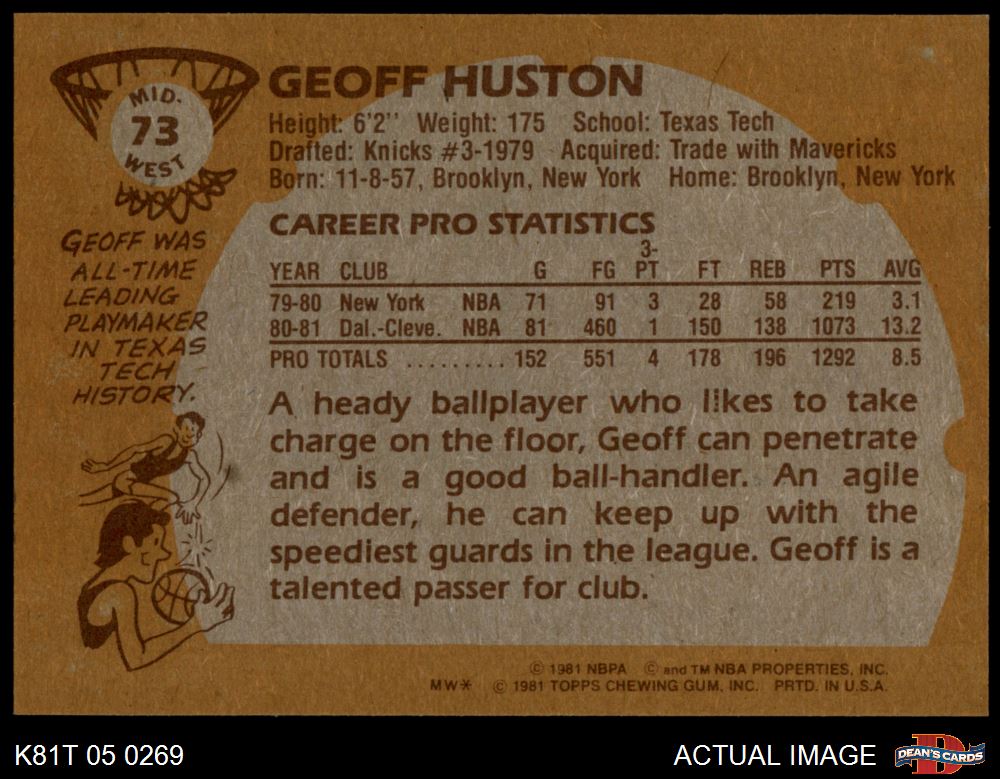 MID-
73
WEST
GEOFF HUSTON
Height: 6'2'' Weight: 175 School: Texas Tech
Drafted: Knicks #3-1979 Acquired: Trade with Mavericks
Born: 11-8-57, Brooklyn, New York Home: Brooklyn, New York
GEOFF WAS
ALL-TIME
LEADING
PLAYMAKER
IN TEXAS
TECH
HISTORY.
CAREER PRO STATISTICS
YEAR CLUB G FG 3-PT FT REB PTS AVG
79-80 New York NBA 71 91 3 28 58 219 3.1
80-81 Dal.-Cleve. NBA 81 460 1 150 138 1073 13.2
PRO TOTALS ......... 152 551 4 178 196 1292 8.5
A heady ballplayer who likes to take
charge on the floor, Geoff can penetrate
and is a good ball-handler. An agile
defender, he can keep up with the
speediest guards in the league. Geoff is a
talented passer for club.
© 1981 NBPA © and TM NBA PROPERTIES, INC.
MW* © 1981 TOPPS CHEWING GUM, INC. PRTD. IN U.S.A.
K81T 05 0269
ACTUAL IMAGE
D
DEAN'S CARDS